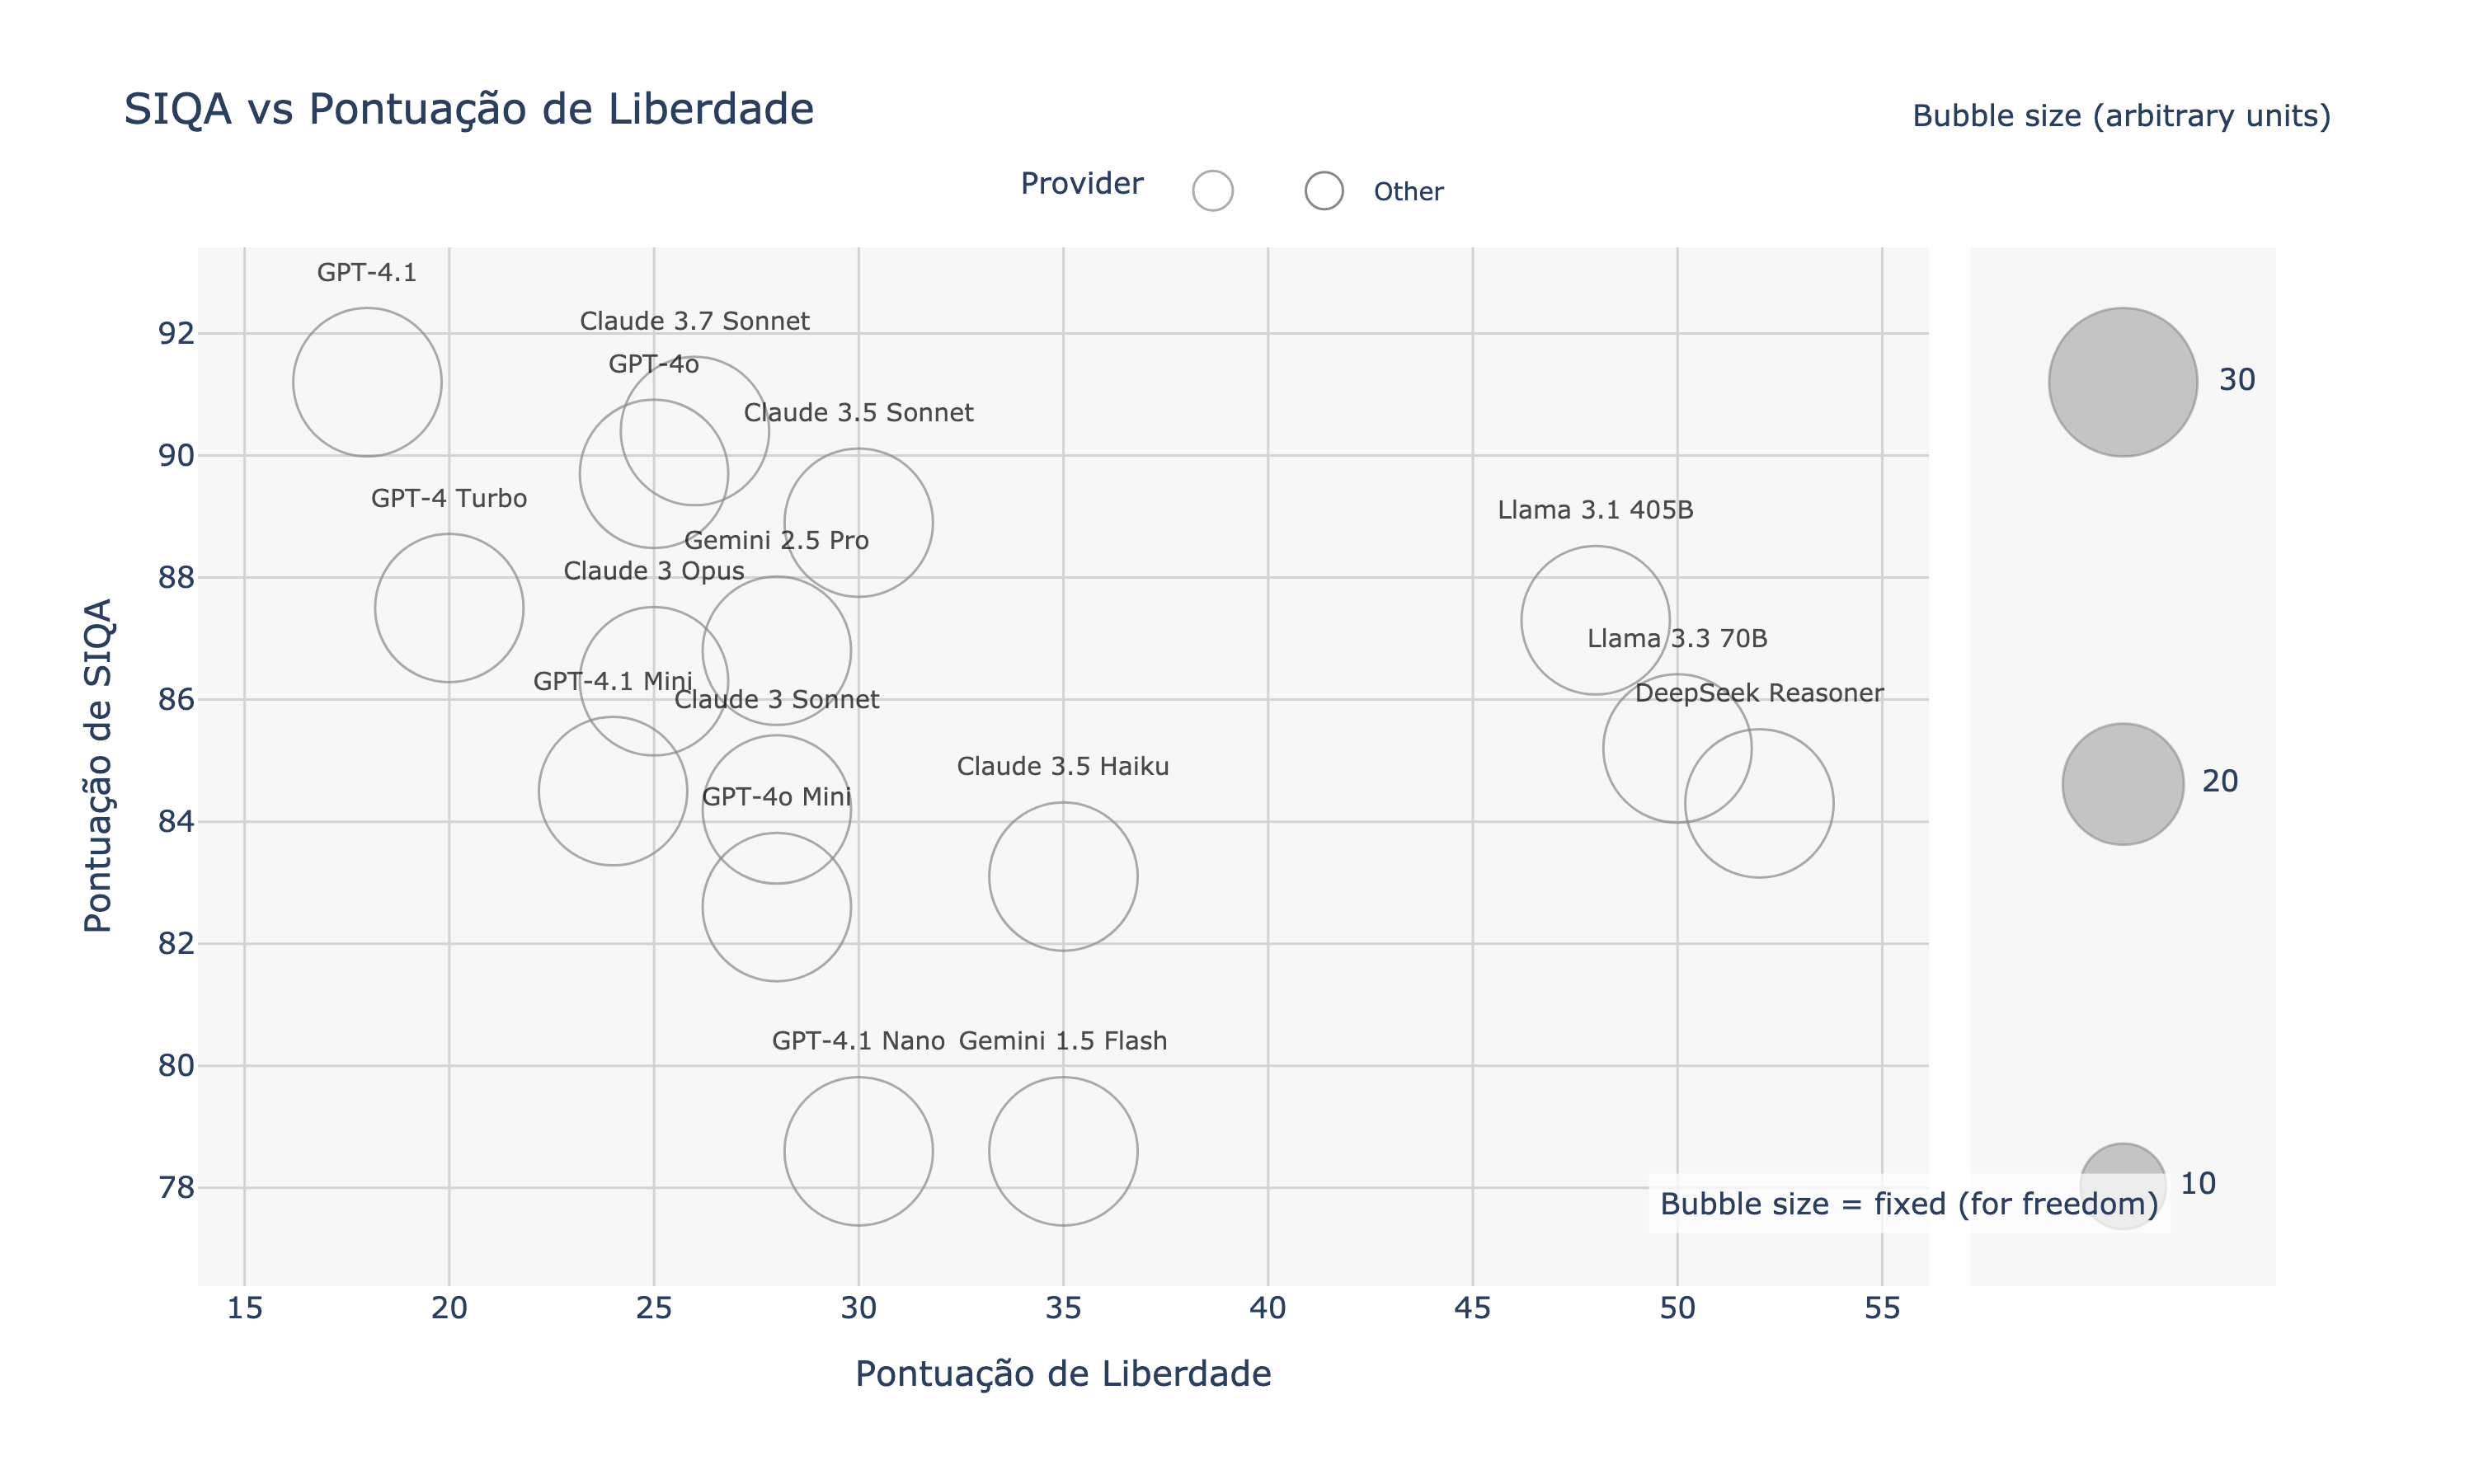 SIQA vs Pontuação de Liberdade
Bubble size (arbitrary units)
Provider
Other
GPT-4.1
Claude 3.7 Sonnet
GPT-4o
Claude 3.5 Sonnet
GPT-4 Turbo
Llama 3.1 405B
Gemini 2.5 Pro
Claude 3 Opus
Llama 3.3 70B
GPT-4.1 Mini
DeepSeek Reasoner
Claude 3 Sonnet
Claude 3.5 Haiku
GPT-4o Mini
GPT-4.1 Nano
Gemini 1.5 Flash
92
90
88
86
84
82
80
78
Pontuação de SIQA
30
20
10
Bubble size = fixed (for freedom)
15
20
25
30
35
40
45
50
55
Pontuação de Liberdade